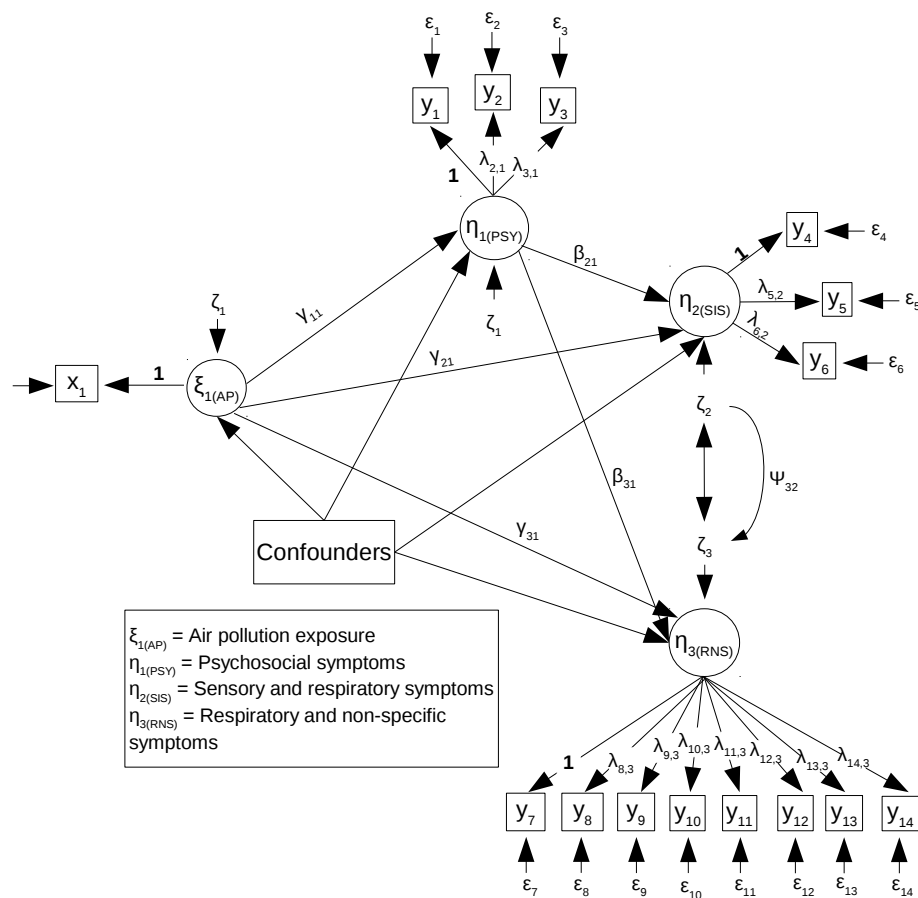 ε₁ ε₂ ε₃
y₁ y₂ y₃
1 λ₂,₁ λ₃,₁
η₁(PSY)
ζ₁
β₂₁
1 y₄ ε₄
η₂(SIS) λ₅,₂ y₅ ε₅
λ₆,₂ y₆ ε₆
ζ₁
γ₁₁
γ₂₁
x₁ 1 ξ₁(AP)
ζ₂
β₃₁ Ψ₃₂
γ₃₁
Confounders
ζ₃
η₃(RNS)
ξ₁(AP) = Air pollution exposure
η₁(PSY) = Psychosocial symptoms
η₂(SIS) = Sensory and respiratory symptoms
η₃(RNS) = Respiratory and non-specific
symptoms
1 λ₈,₃ λ₉,₃ λ₁₀,₃ λ₁₁,₃ λ₁₂,₃ λ₁₃,₃ λ₁₄,₃
y₇ y₈ y₉ y₁₀ y₁₁ y₁₂ y₁₃ y₁₄
ε₇ ε₈ ε₉ ε₁₀ ε₁₁ ε₁₂ ε₁₃ ε₁₄